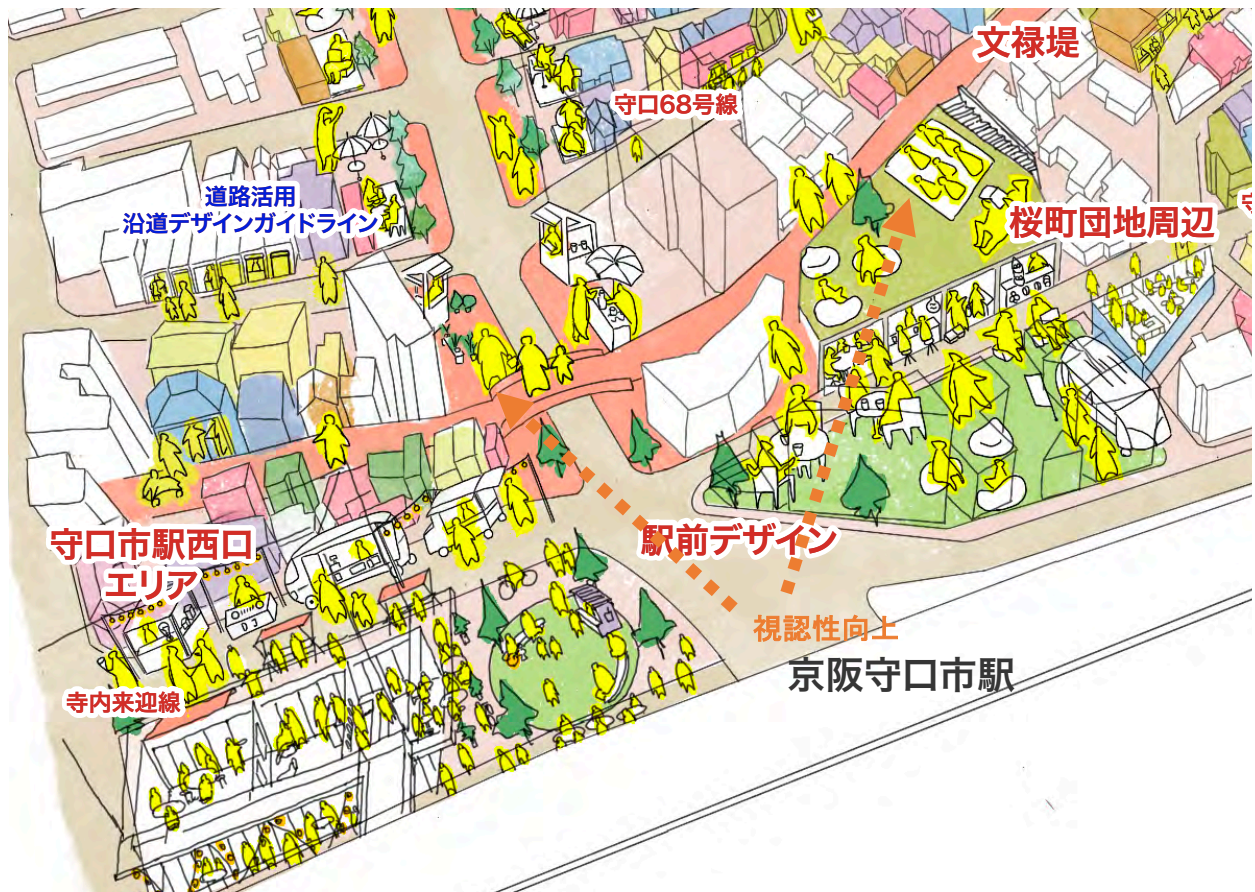 文禄堤
守口68号線
道路活用
沿道デザインガイドライン
桜町団地周辺
守口市駅西口
エリア
駅前デザイン
視認性向上
京阪守口市駅
寺内来迎線
DJ